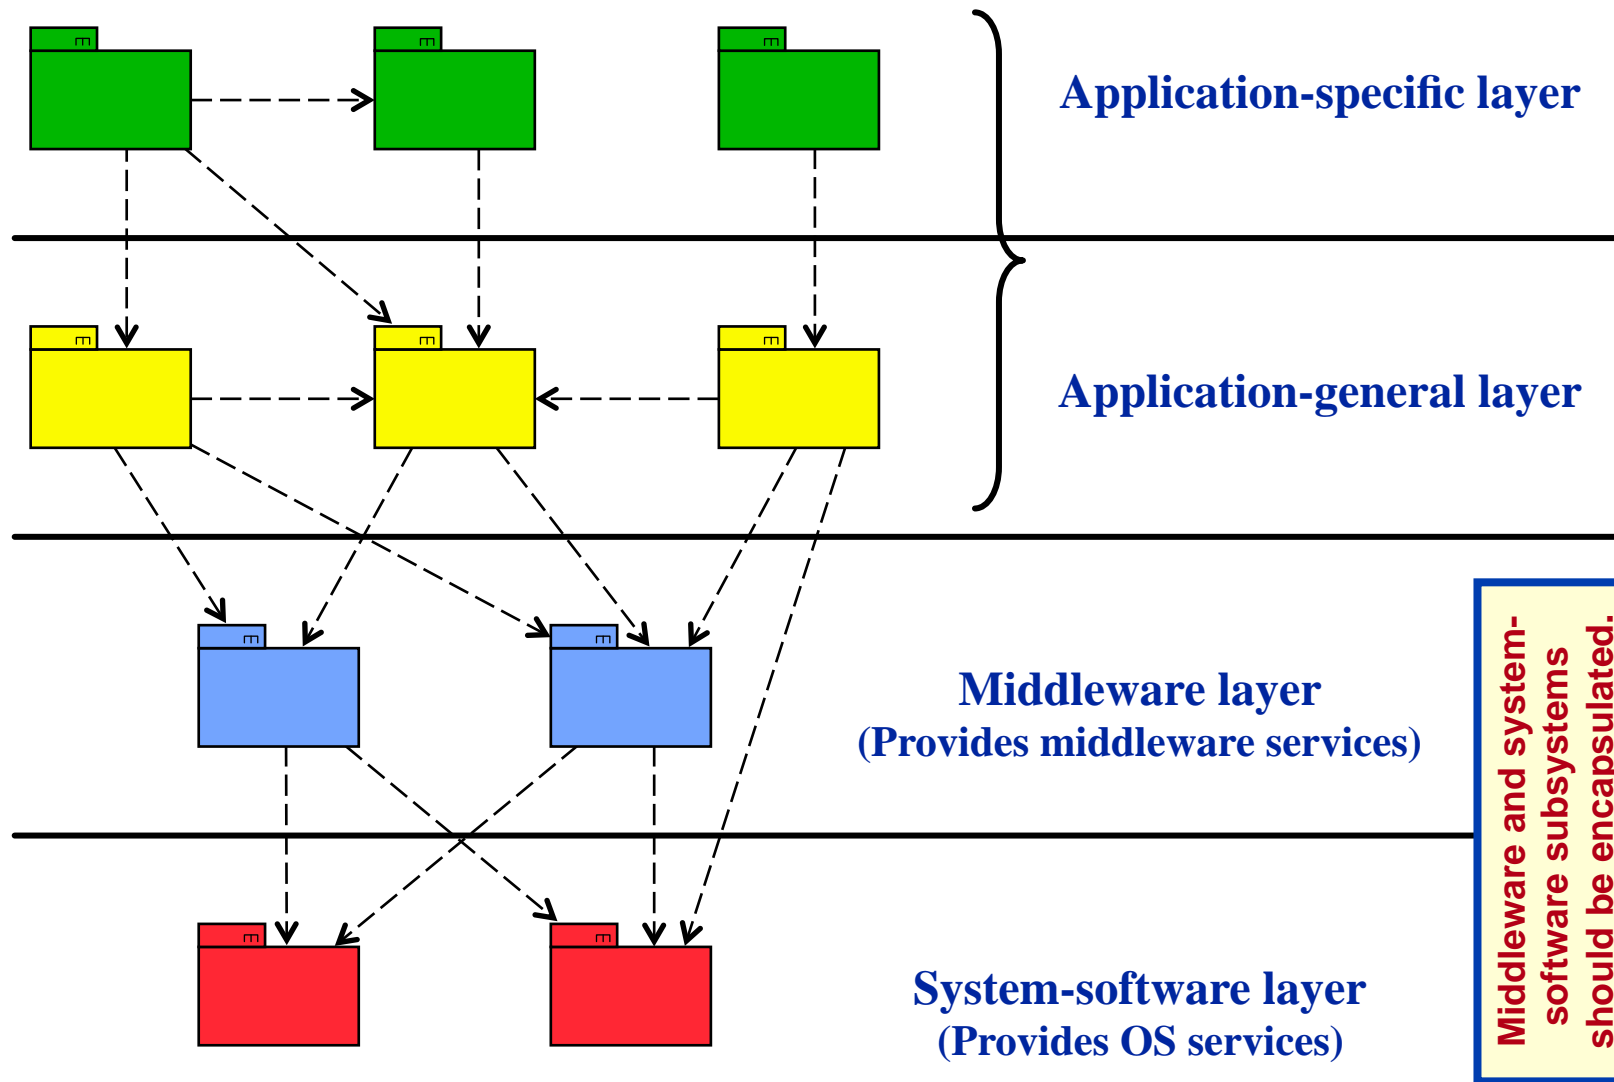 Application-specific layer
Application-general layer
Middleware layer
(Provides middleware services)
System-software layer
(Provides OS services)
Middleware and system-
software subsystems
should be encapsulated.